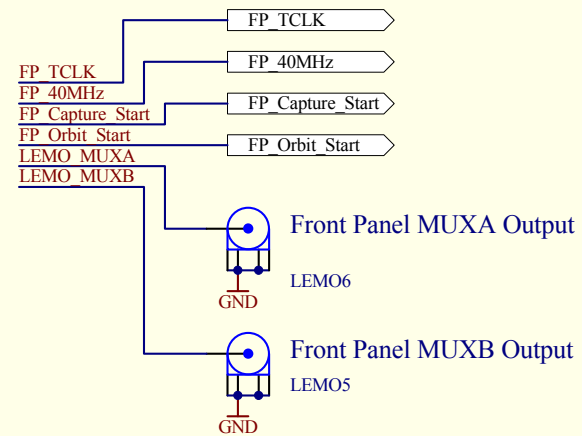 FP_TCLK
FP_40MHz
FP_Capture_Start
FP_Orbit_Start
FP_TCLK
FP_40MHz
FP_Capture_Start
FP_Orbit_Start
LEMO_MUXA
LEMO_MUXB
Front Panel MUXA Output
LEMO6
GND
Front Panel MUXB Output
LEMO5
GND